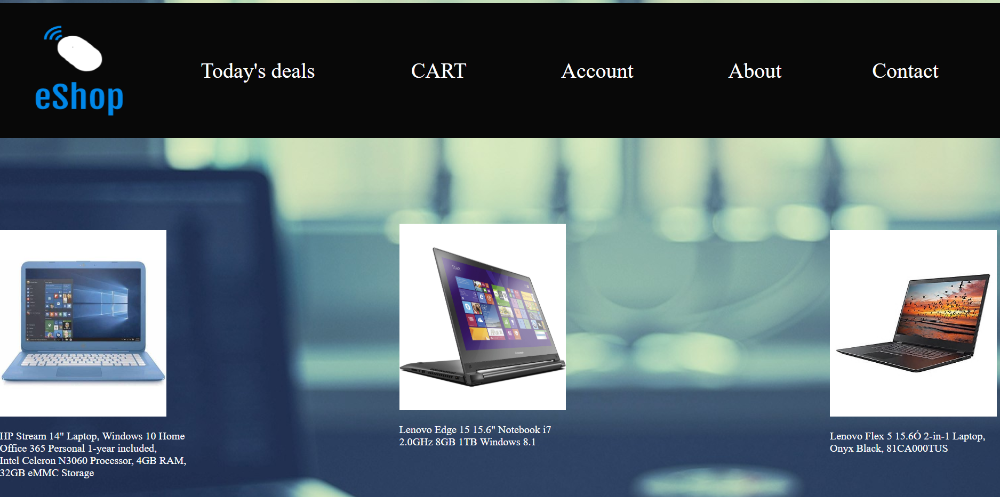 eShop
Today's deals
CART
Account
About
Contact
Start
HP Stream 14" Laptop, Windows 10 Home
Office 365 Personal 1-year included,
Intel Celeron N3060 Processor, 4GB RAM,
32GB eMMC Storage
Lenovo Edge 15 15.6" Notebook i7
2.0GHz 8GB 1TB Windows 8.1
Lenovo Flex 5 15.6Ó 2-in-1 Laptop,
Onyx Black, 81CA000TUS